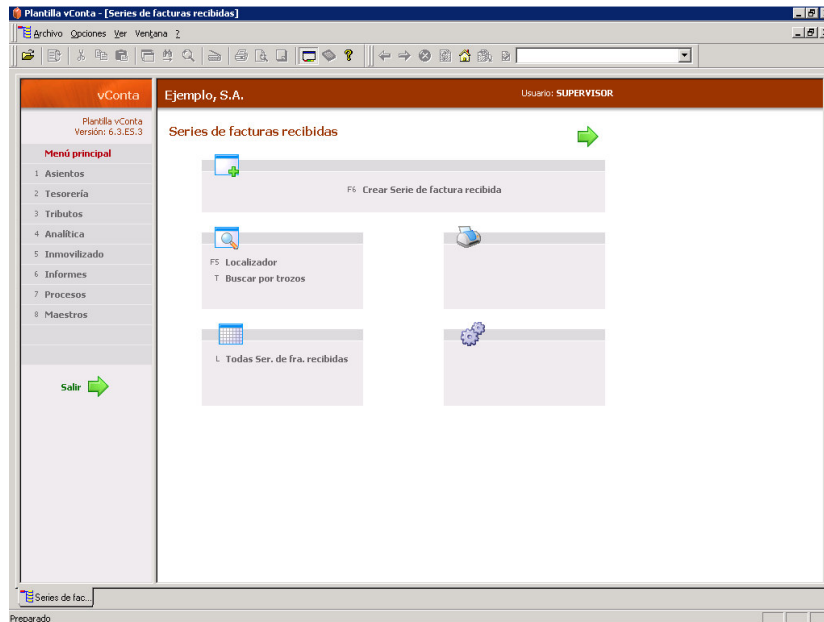 Plantilla vConta - [Series de facturas recibidas]
Archivo Opciones Ver Ventana ?
vConta
Ejemplo, S.A.
Usuario: SUPERVISOR
Plantilla vConta
Versión: 6.3.ES.3
Series de facturas recibidas
Menú principal
1 Asientos
2 Tesorería
3 Tributos
4 Analítica
5 Inmovilizado
6 Informes
7 Procesos
8 Maestros
Salir
F6 Crear Serie de factura recibida
F5 Localizador
T Buscar por trozos
L Todas Ser. de fra. recibidas
Series de fac...
Preparado